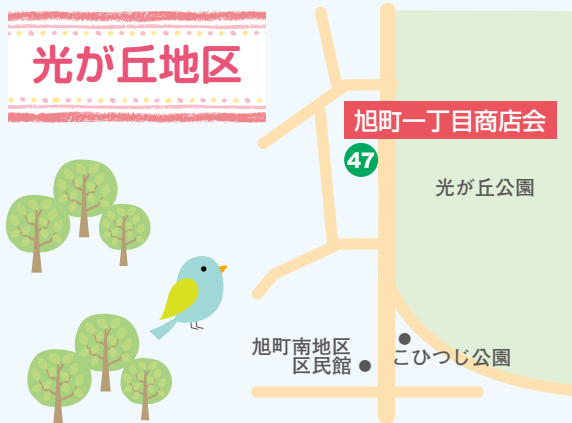 光が丘地区
旭町一丁目商店会
47
光が丘公園
旭町南地区
区民館
こひつじ公園